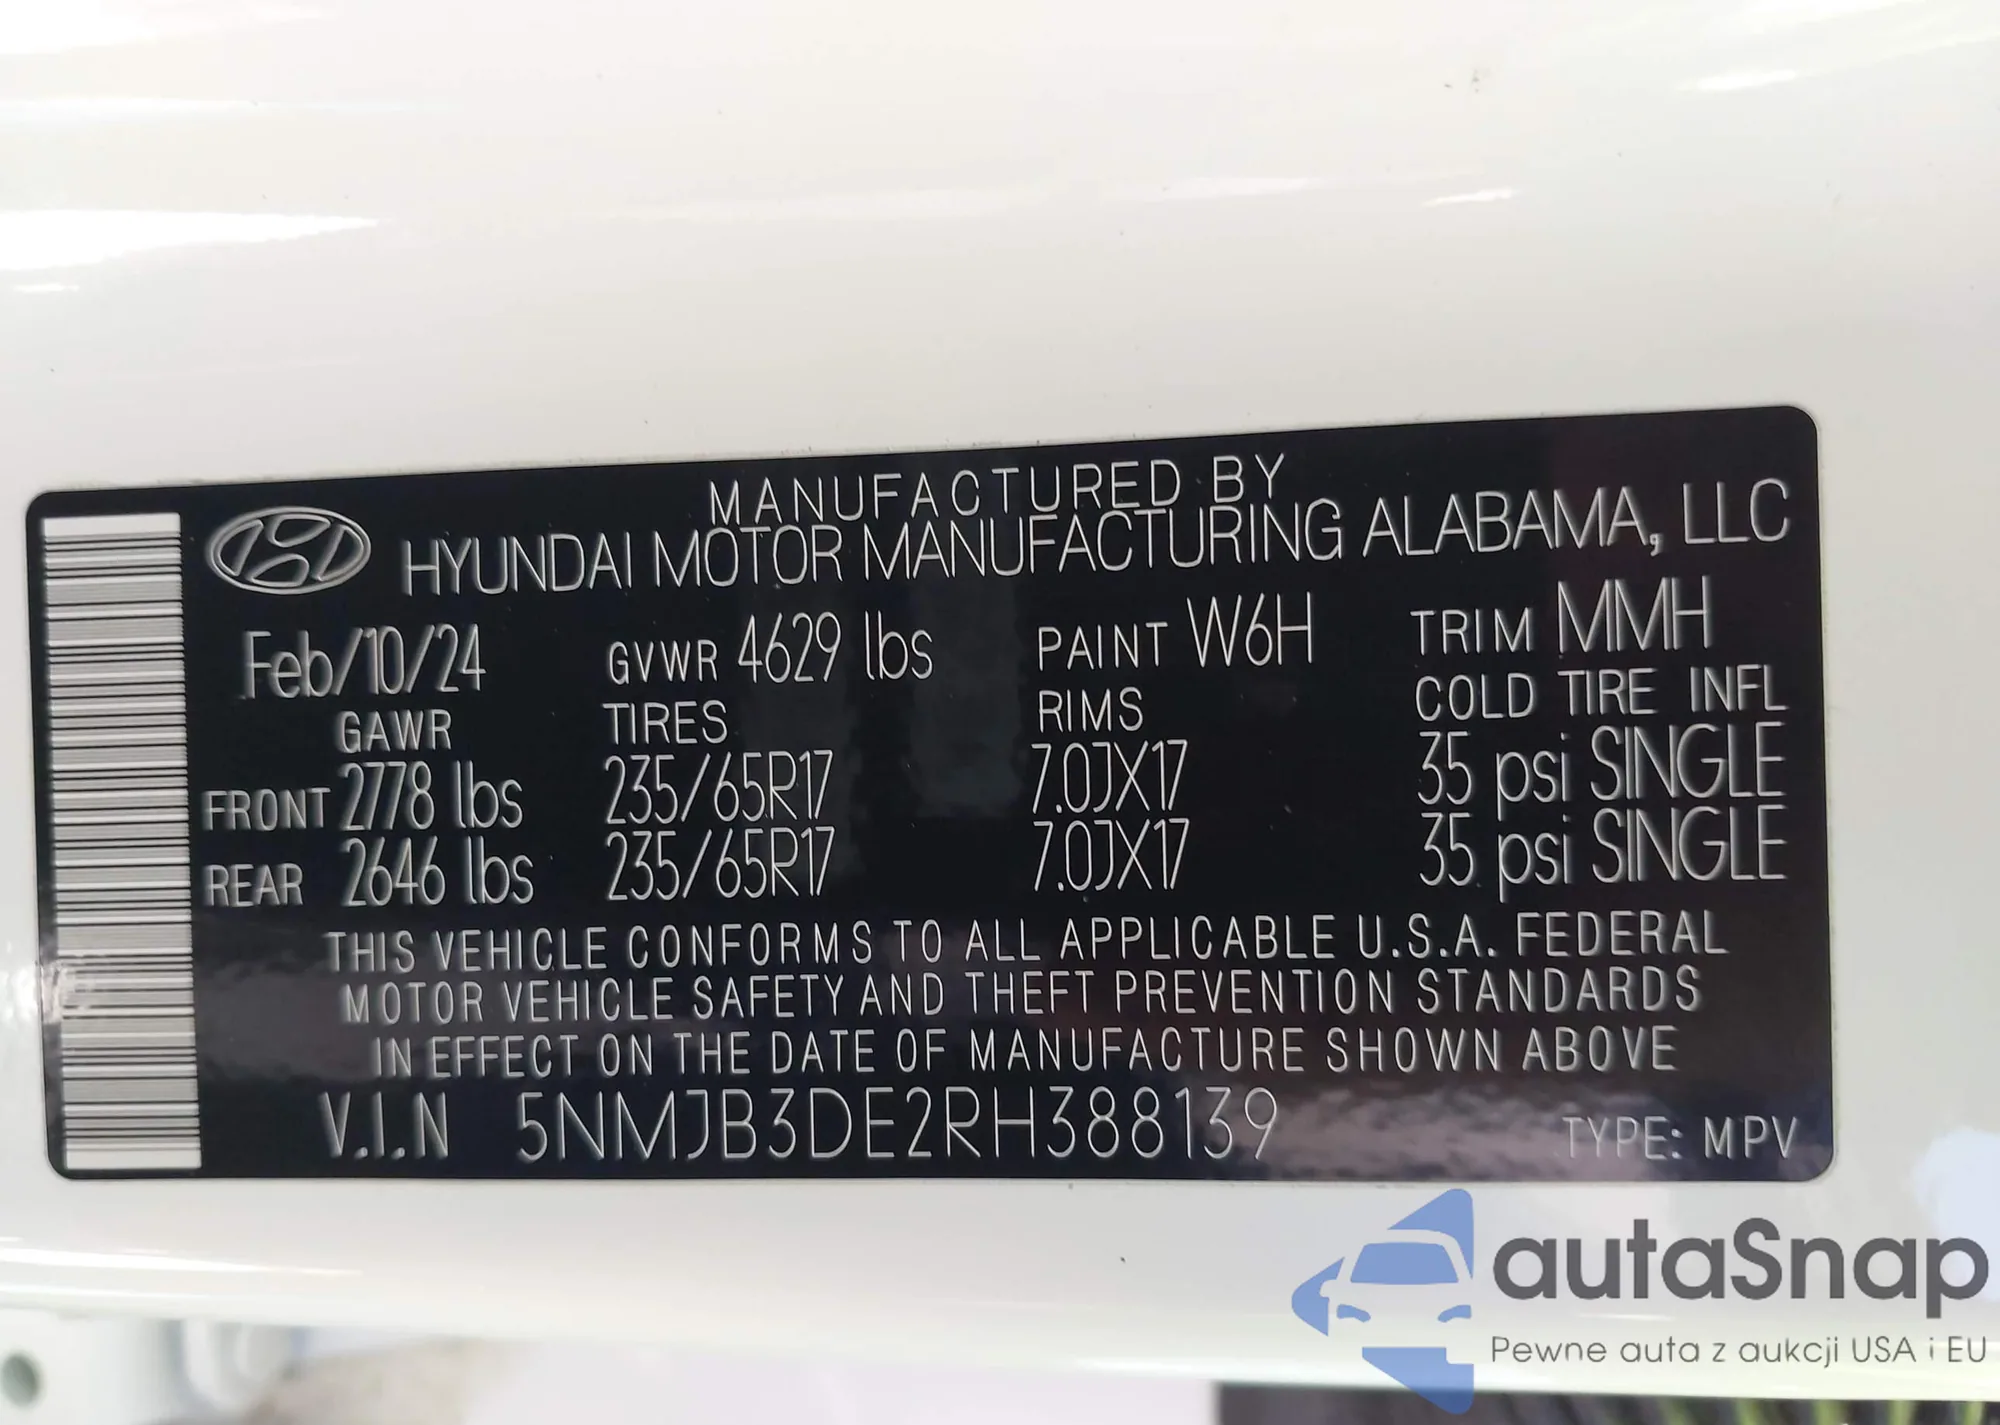 MANUFACTURED BY
HYUNDAI MOTOR MANUFACTURING ALABAMA, LLC
Feb/10/24 GVWR 4629 lbs PAINT W6H TRIM MMH
GAWR TIRES RIMS COLD TIRE INFL
FRONT 2778 lbs 235/65R17 7.0JX17 35 psi SINGLE
REAR 2646 lbs 235/65R17 7.0JX17 35 psi SINGLE
THIS VEHICLE CONFORMS TO ALL APPLICABLE U.S.A. FEDERAL
MOTOR VEHICLE SAFETY AND THEFT PREVENTION STANDARDS
IN EFFECT ON THE DATE OF MANUFACTURE SHOWN ABOVE
V.I.N 5NMJB3DE2RH388139 TYPE: MPV
autaSnap
Pewne auta z aukcji USA i EU